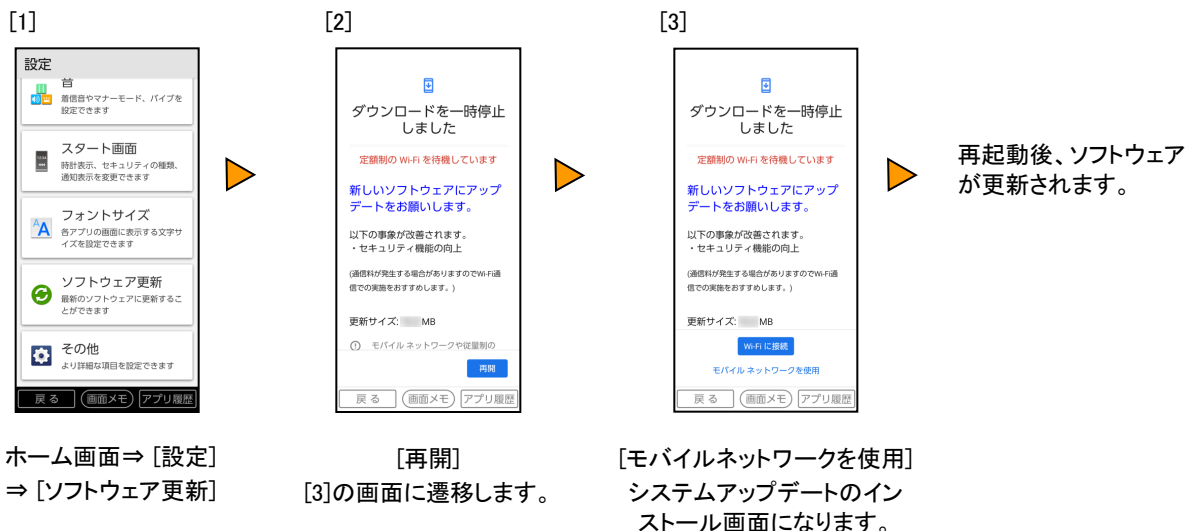 [1]
設定
音
着信音やマナーモード、バイブを
設定できます
スタート画面
時計表示、セキュリティの種類、
通知表示を変更できます
フォントサイズ
各アプリの画面に表示する文字サ
イズを設定できます
ソフトウェア更新
最新のソフトウェアに更新するこ
とができます
その他
より詳細な項目を設定できます
戻る
画面メモ
アプリ履歴
ホーム画面⇒ [設定]
⇒ [ソフトウェア更新]
[2]
ダウンロードを一時停止
しました
定額制の Wi-Fi を待機しています
新しいソフトウェアにアップ
デートをお願いします。
以下の事象が改善されます。
・セキュリティ機能の向上
(通信料が発生する場合がありますのでWi-Fi通
信での実施をおすすめします。)
更新サイズ: MB
モバイル ネットワークや従量制の
再開
戻る
画面メモ
アプリ履歴
[再開]
[3]の画面に遷移します。
[3]
ダウンロードを一時停止
しました
定額制の Wi-Fi を待機しています
新しいソフトウェアにアップ
デートをお願いします。
以下の事象が改善されます。
・セキュリティ機能の向上
(通信料が発生する場合がありますのでWi-Fi通
信での実施をおすすめします。)
更新サイズ: MB
Wi-Fi に接続
モバイル ネットワークを使用
戻る
画面メモ
アプリ履歴
[モバイルネットワークを使用]
システムアップデートのイン
ストール画面になります。
再起動後、ソフトウェア
が更新されます。